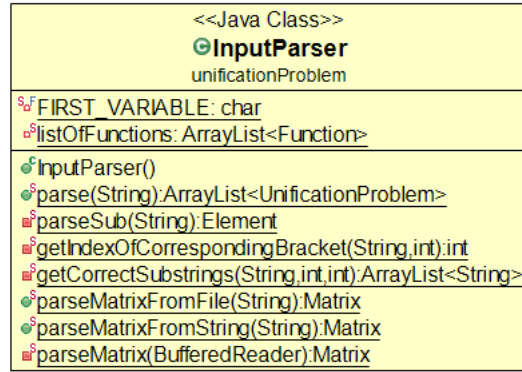 <<Java Class>>
InputParser
unificationProblem
FIRST_VARIABLE: char
listOfFunctions: ArrayList<Function>
InputParser()
parse(String):ArrayList<UnificationProblem>
parseSub(String):Element
getIndexOfCorrespondingBracket(String,int):int
getCorrectSubstrings(String,int,int):ArrayList<String>
parseMatrixFromFile(String):Matrix
parseMatrixFromString(String):Matrix
parseMatrix(BufferedReader):Matrix